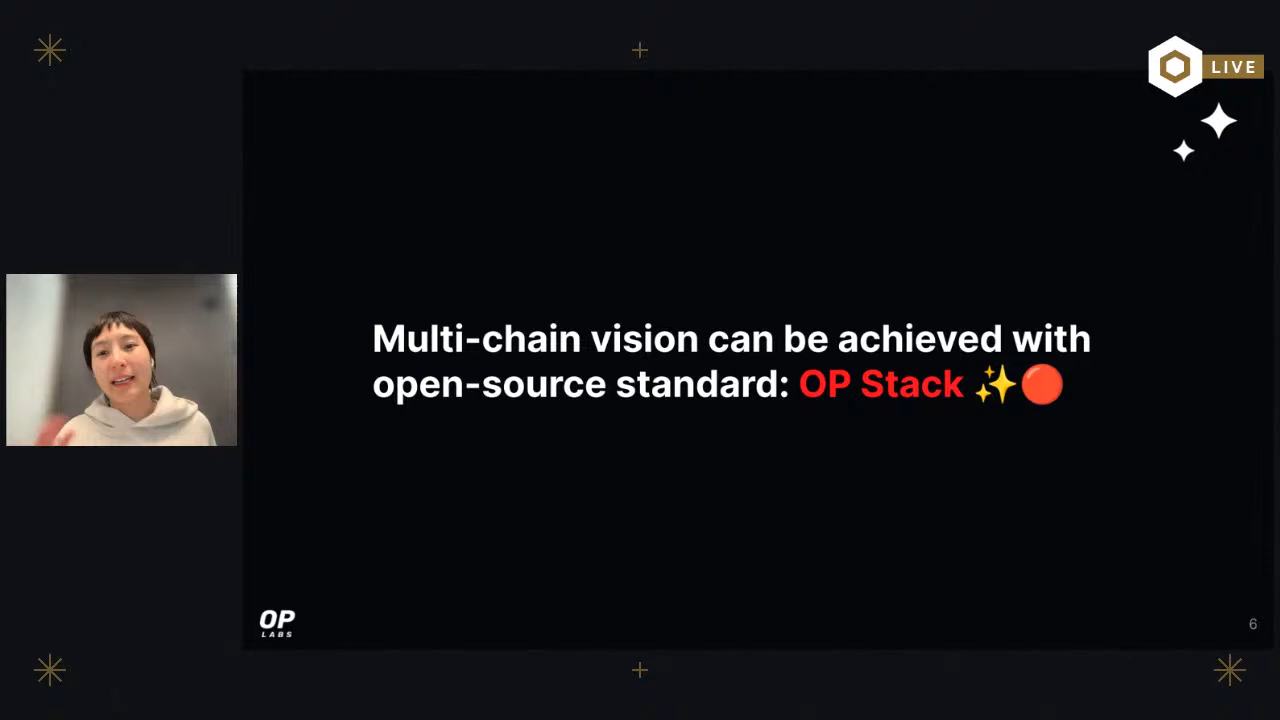 LIVE
Multi-chain vision can be achieved with
open-source standard: OP Stack ✨🔴
OP
LABS
6